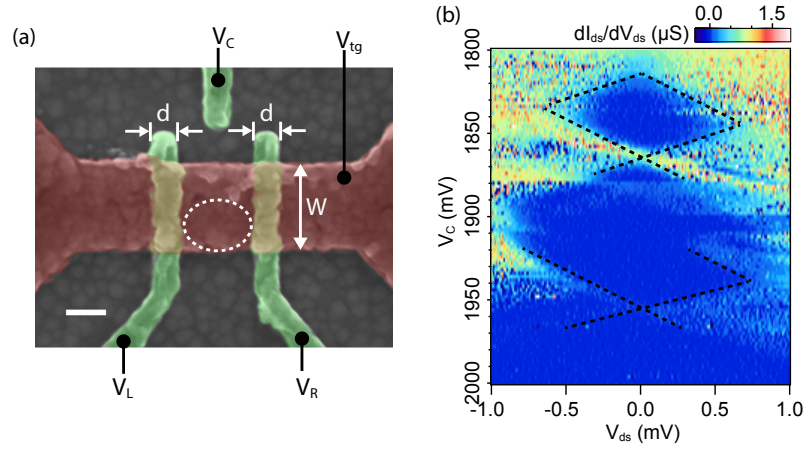 (a)
V_C
V_tg
d
d
W
V_L
V_R
(b)
dI_ds/dV_ds (µS)
0.0 1.5
1800
1850
1900
1950
2000
V_C (mV)
-1.0 -0.5 0.0 0.5 1.0
V_ds (mV)